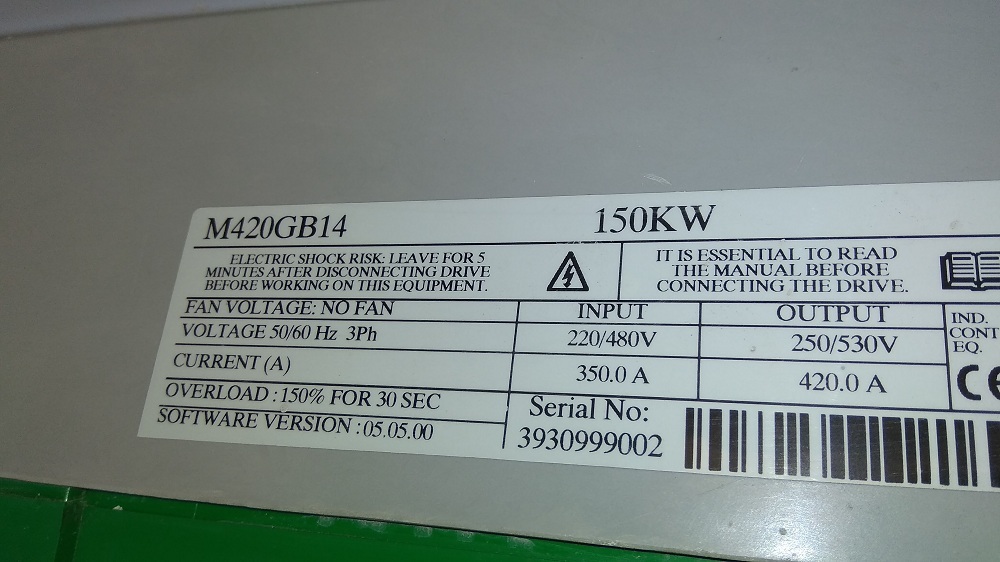 M420GB14 150KW
ELECTRIC SHOCK RISK: LEAVE FOR 5
MINUTES AFTER DISCONNECTING DRIVE
BEFORE WORKING ON THIS EQUIPMENT.
IT IS ESSENTIAL TO READ
THE MANUAL BEFORE
CONNECTING THE DRIVE.
FAN VOLTAGE: NO FAN INPUT OUTPUT
VOLTAGE 50/60 Hz 3Ph 220/480V 250/530V
CURRENT (A) 350.0 A 420.0 A
IND.
CONT
EQ.
CE
OVERLOAD : 150% FOR 30 SEC
SOFTWARE VERSION : 05.05.00
Serial No:
3930999002